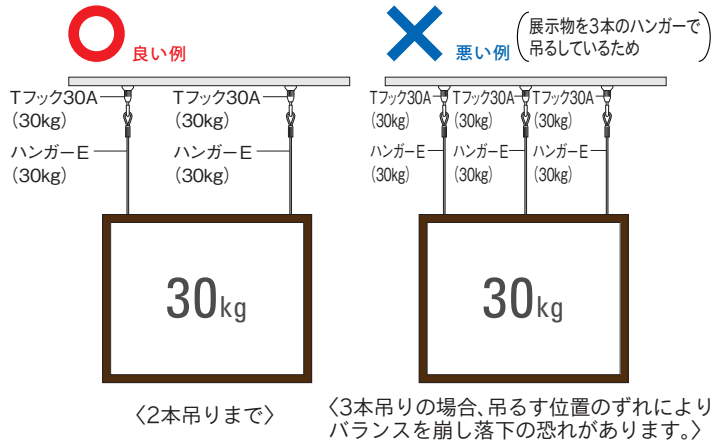 良い例
Tフック30A
(30kg)
Tフック30A
(30kg)
ハンガーE
(30kg)
ハンガーE
(30kg)
30kg
〈2本吊りまで〉
悪い例
(展示物を3本のハンガーで
吊るしているため)
Tフック30A
(30kg)
Tフック30A
(30kg)
Tフック30A
(30kg)
ハンガーE
(30kg)
ハンガーE
(30kg)
ハンガーE
(30kg)
30kg
〈3本吊りの場合、吊るす位置のずれにより
バランスを崩し落下の恐れがあります。〉